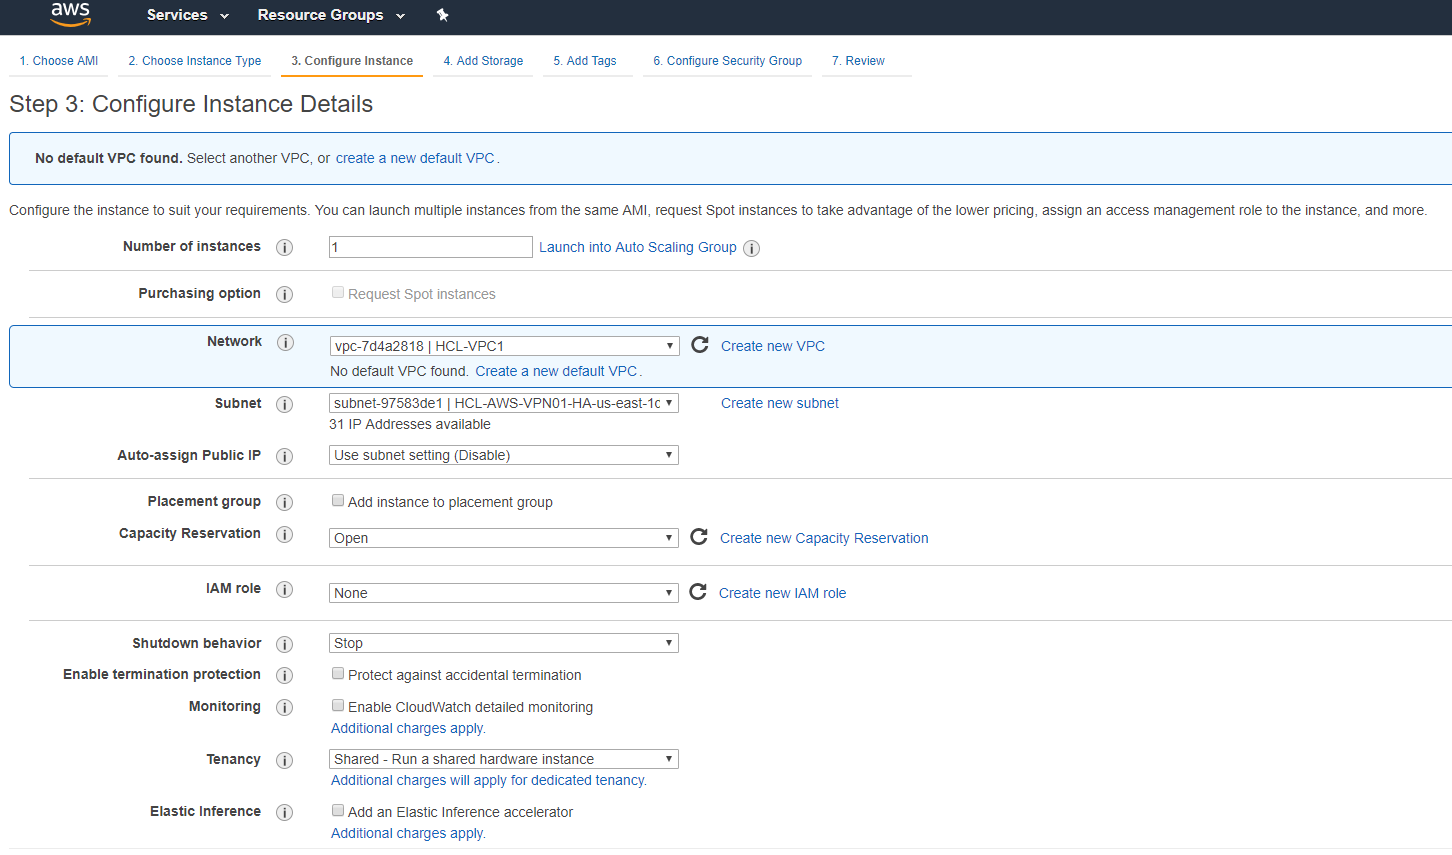 aws Services Resource Groups
1. Choose AMI 2. Choose Instance Type 3. Configure Instance 4. Add Storage 5. Add Tags 6. Configure Security Group 7. Review
Step 3: Configure Instance Details
No default VPC found. Select another VPC, or create a new default VPC.
Configure the instance to suit your requirements. You can launch multiple instances from the same AMI, request Spot instances to take advantage of the lower pricing, assign an access management role to the instance, and more.
Number of instances i 1 Launch into Auto Scaling Group i
Purchasing option i Request Spot instances
Network i vpc-7d4a2818 | HCL-VPC1 Create new VPC
No default VPC found. Create a new default VPC.
Subnet i subnet-97583de1 | HCL-AWS-VPN01-HA-us-east-1c Create new subnet
31 IP Addresses available
Auto-assign Public IP i Use subnet setting (Disable)
Placement group i Add instance to placement group
Capacity Reservation i Open Create new Capacity Reservation
IAM role i None Create new IAM role
Shutdown behavior i Stop
Enable termination protection i Protect against accidental termination
Monitoring i Enable CloudWatch detailed monitoring
Additional charges apply.
Tenancy i Shared - Run a shared hardware instance
Additional charges will apply for dedicated tenancy.
Elastic Inference i Add an Elastic Inference accelerator
Additional charges apply.